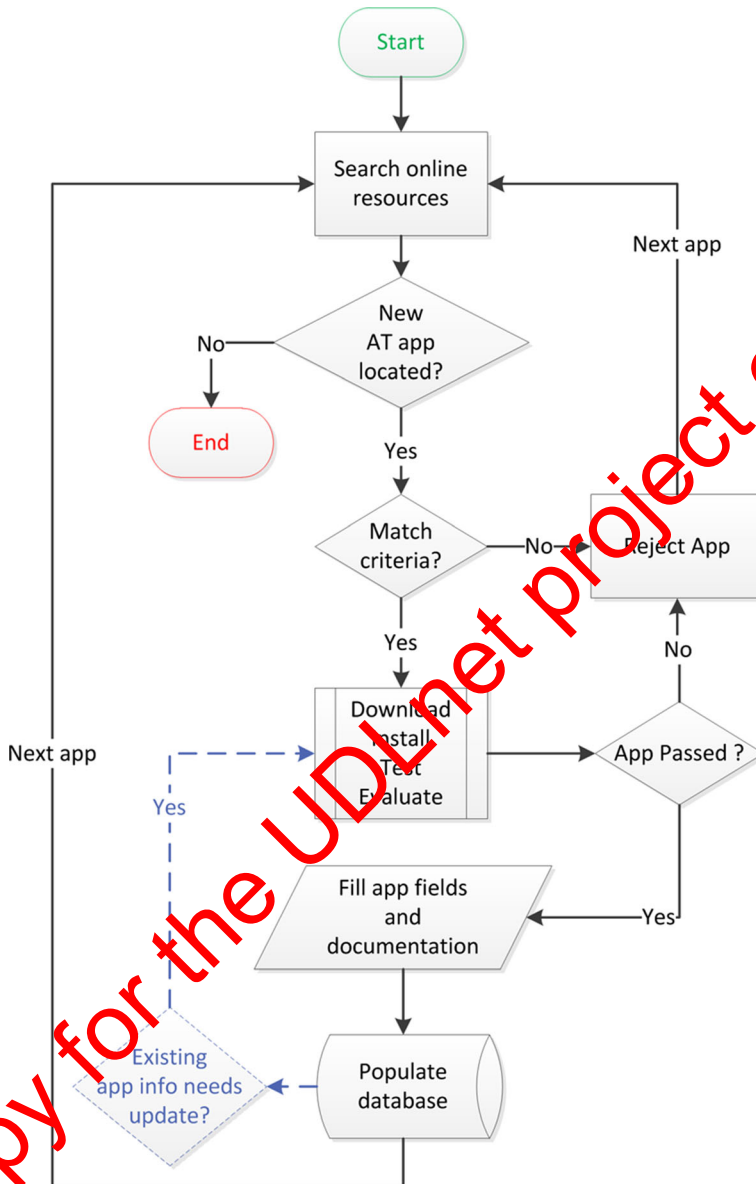 Start
Search online
resources
Next app
New
AT app
located?
No
End
Yes
Match
criteria?
No
Reject App
Yes
No
Download
Install
Test
Evaluate
App Passed ?
Next app
Yes
Fill app fields
and
documentation
Yes
Existing
app info needs
update?
Populate
database
py for the UDLnet project